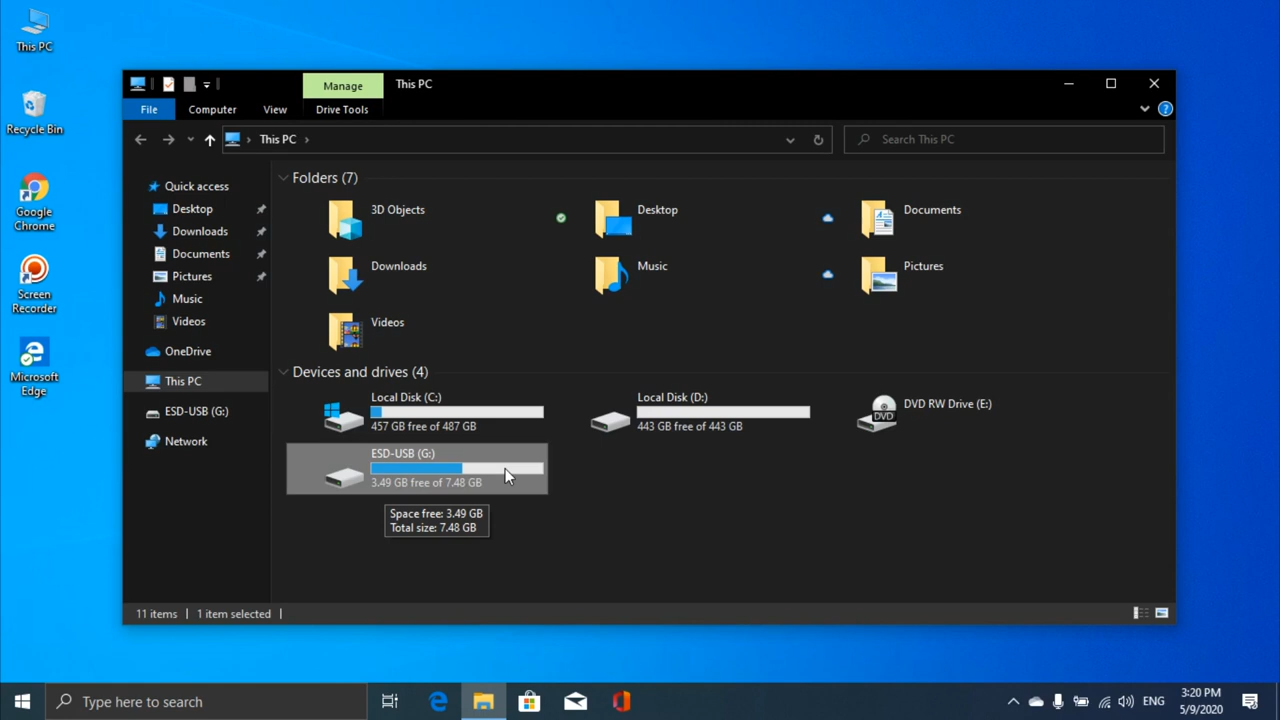 This PC
Recycle Bin
Google
Chrome
Screen
Recorder
Microsoft
Edge
Manage
This PC
File
Computer
View
Drive Tools
This PC
Search This PC
Quick access
Desktop
Downloads
Documents
Pictures
Music
Videos
OneDrive
This PC
ESD-USB (G:)
Network
Folders (7)
3D Objects
Desktop
Documents
Downloads
Music
Pictures
Videos
Devices and drives (4)
Local Disk (C:)
457 GB free of 487 GB
Local Disk (D:)
443 GB free of 443 GB
DVD RW Drive (E:)
DVD
ESD-USB (G:)
3.49 GB free of 7.48 GB
Space free: 3.49 GB
Total size: 7.48 GB
11 items
1 item selected
Type here to search
ENG
3:20 PM
5/9/2020